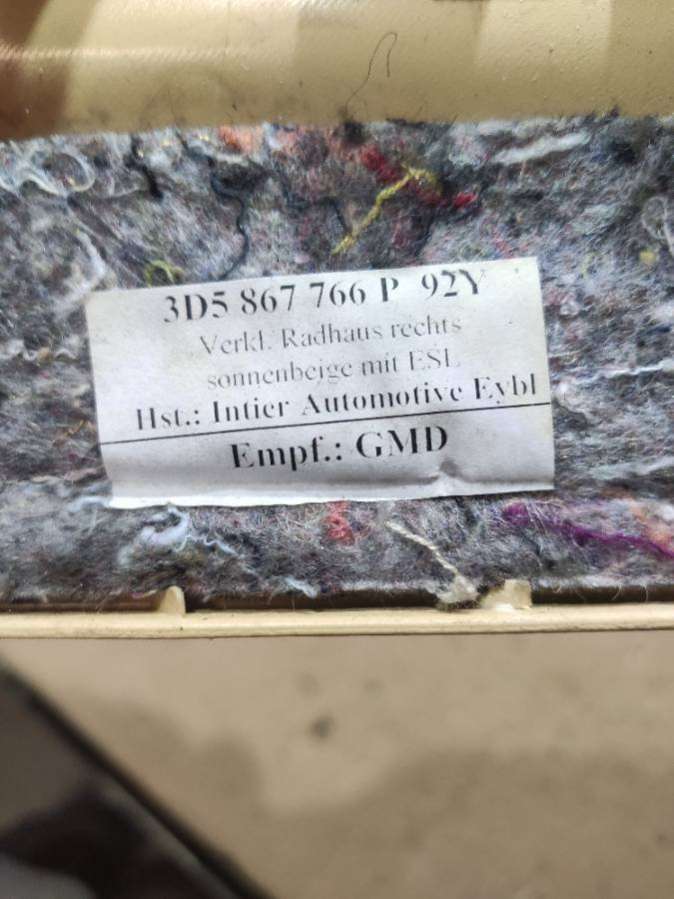 3D5 867 766 P 92Y
Verkl. Radhaus rechts
sonnenbeige mit ESL
Hst.: Intier Automotive Eybl
Empf.: GMD